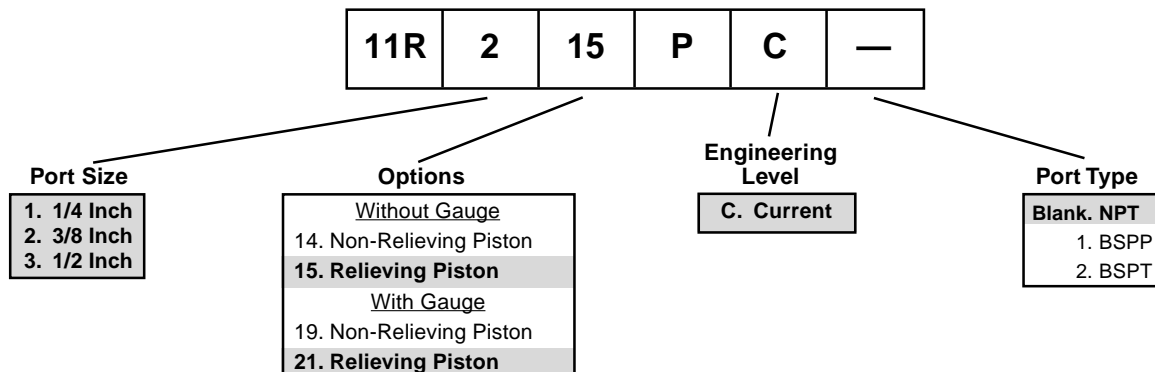 11R 2 15 P C —
Port Size
1. 1/4 Inch
2. 3/8 Inch
3. 1/2 Inch
Options
Without Gauge
14. Non-Relieving Piston
15. Relieving Piston
With Gauge
19. Non-Relieving Piston
21. Relieving Piston
Engineering
Level
C. Current
Port Type
Blank. NPT
1. BSPP
2. BSPT